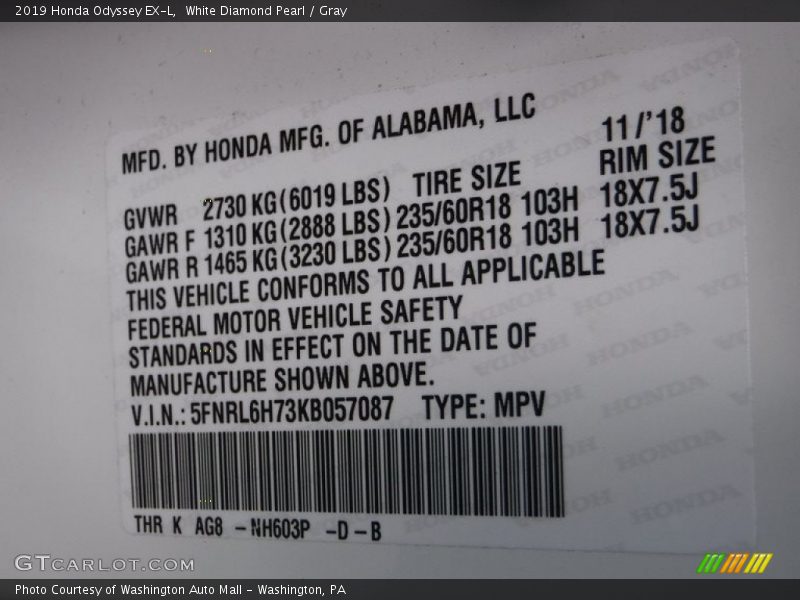 2019 Honda Odyssey EX-L,  White Diamond Pearl / Gray
MFD. BY HONDA MFG. OF ALABAMA, LLC
11/'18
GVWR 2730 KG(6019 LBS) TIRE SIZE RIM SIZE
GAWR F 1310 KG(2888 LBS) 235/60R18 103H 18X7.5J
GAWR R 1465 KG(3230 LBS) 235/60R18 103H 18X7.5J
THIS VEHICLE CONFORMS TO ALL APPLICABLE
FEDERAL MOTOR VEHICLE SAFETY
STANDARDS IN EFFECT ON THE DATE OF
MANUFACTURE SHOWN ABOVE.
V.I.N.: 5FNRL6H73KB057087 TYPE: MPV
THR K AG8 -NH603P -D-B
GTCARLOT.COM
Photo Courtesy of Washington Auto Mall - Washington, PA